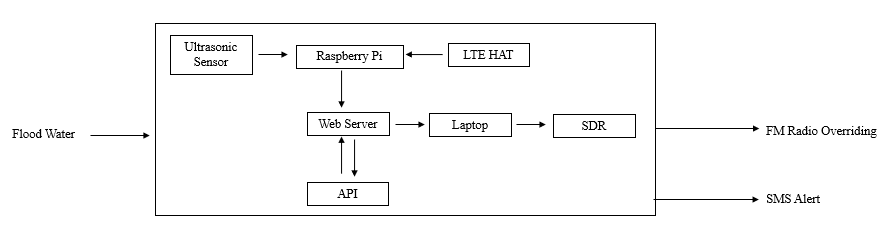 Ultrasonic
Sensor
Raspberry Pi
LTE HAT
Flood Water
Web Server
Laptop
SDR
FM Radio Overriding
API
SMS Alert